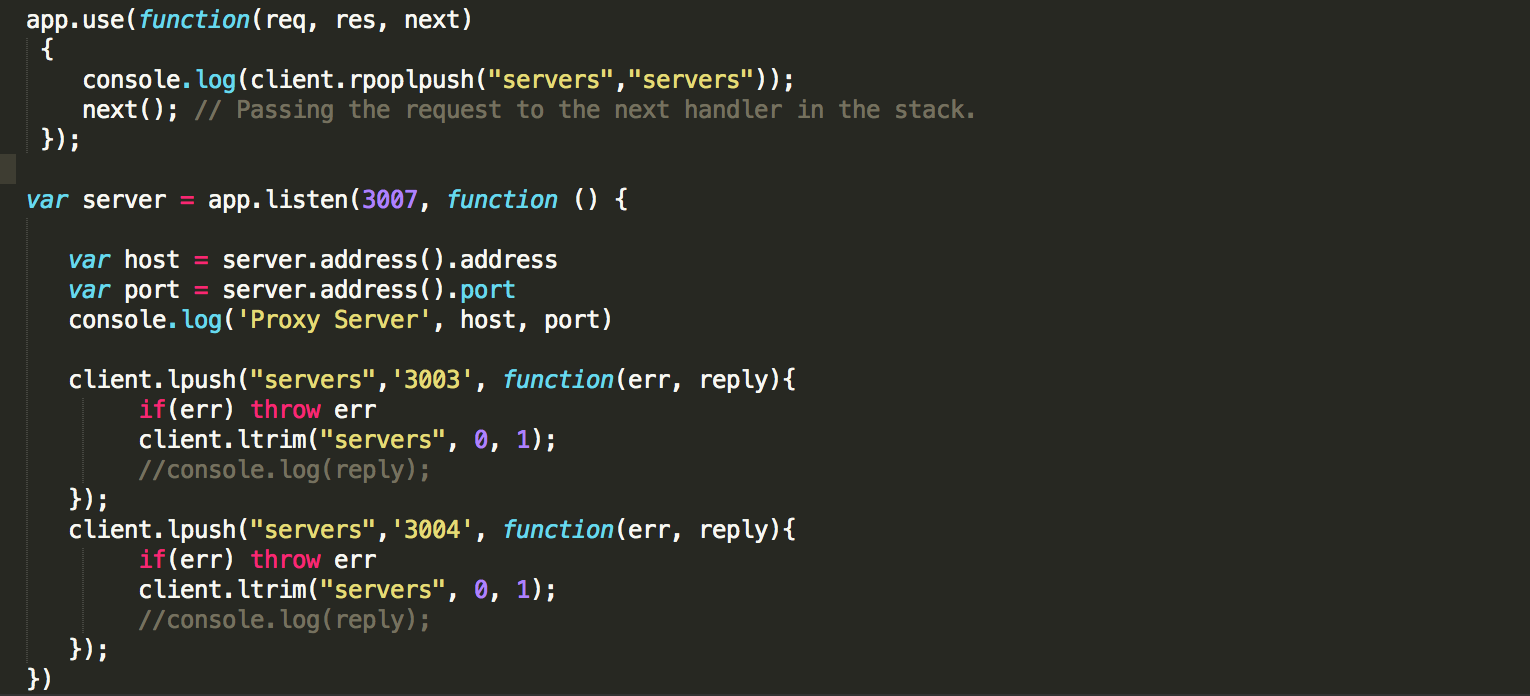 app.use(function(req, res, next)
{
console.log(client.rpoplpush("servers","servers"));
next(); // Passing the request to the next handler in the stack.
});
var server = app.listen(3007, function () {
var host = server.address().address
var port = server.address().port
console.log('Proxy Server', host, port)
client.lpush("servers",'3003', function(err, reply){
if(err) throw err
client.ltrim("servers", 0, 1);
//console.log(reply);
});
client.lpush("servers",'3004', function(err, reply){
if(err) throw err
client.ltrim("servers", 0, 1);
//console.log(reply);
});
})